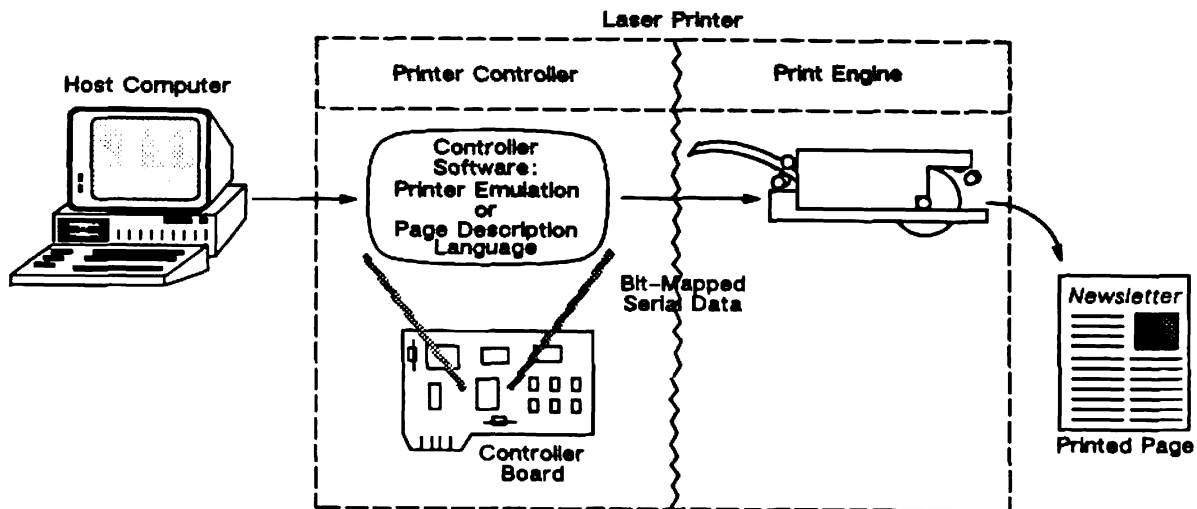 Laser Printer
Host Computer
Printer Controller
Print Engine
Controller
Software:
Printer Emulation
or
Page Description
Language
Bit-Mapped
Serial Data
Controller
Board
Newsletter
Printed Page